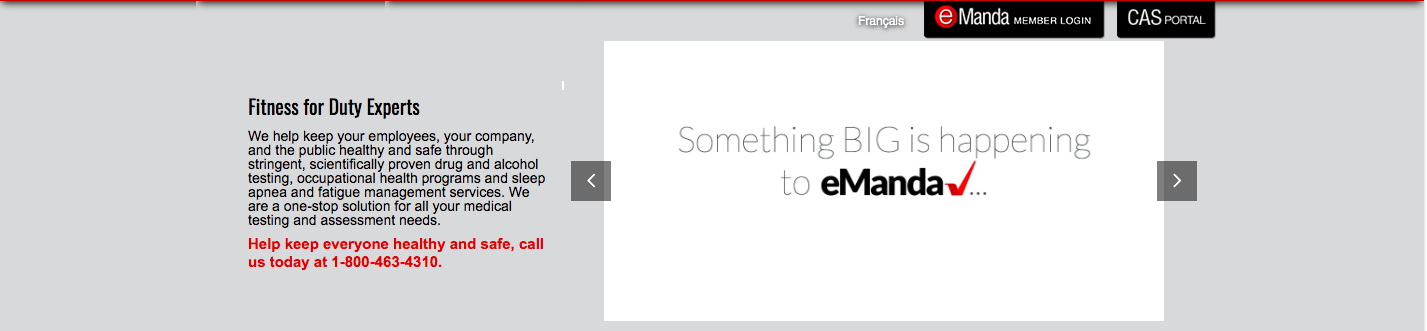 Français
eManda MEMBER LOGIN
CAS PORTAL
Fitness for Duty Experts
We help keep your employees, your company,
and the public healthy and safe through
stringent, scientifically proven drug and alcohol
testing, occupational health programs and sleep
apnea and fatigue management services. We
are a one-stop solution for all your medical
testing and assessment needs.
Help keep everyone healthy and safe, call
us today at 1-800-463-4310.
Something BIG is happening
to eManda...